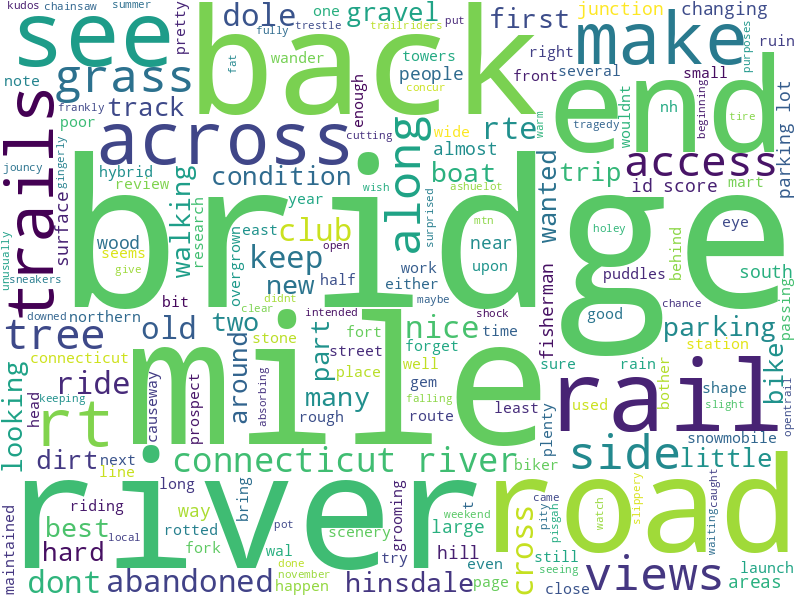 kudos chainsaw summer
see
back
pretty
dole
one gravel
trestle
put
fully
trailriders
first
junction changing
make
purposes
parking lot
grass
note
frankly
track
poor
trails
wander
towers
people
concur
fat
enough
right
front
several
small
ruin
end
nh
wouldnt
beginning
tire
tragedy
warm
across
cutting
wide
rte
almost
along
jouncy
hybrid
review
gingerly
surface
walking
research
condition
boat
ashuelot
trip
wanted
access
id score
mart
bridge
year
wish
surprised
mtn
holey
eye
wood
seems
give
overgrown
east
club
open
keep
new half
work
either
maybe
near
upon
fisherman
puddles
behind
south
passing
good
chance
unusually
sneakers
downed northern
bit
didnt
clear
intended
shock
time
tree
old
two
stone
fort
street
nice
forget
parking
station
connecticut
looking
ride
around
part
place
well
gem
falling
sure
rain
bother
shape
slight
bike
opentrail
mile
rail
keeping
head
rt
causeway
prospect
absorbing
many
rough
route
least
plenty
used
snowmobile
dirt
next
line
connecticut river
biker
side
little
river
road
long
riding
best
way
rotted
bring
pot
wal
scenery
grooming
t
weekend
large
cross
came
pity
pisgah
slippery
watch
waiting
caught
maintained
local
hard
fork
done
november
happen
try
hill
even
page
still
seeing
close
dont
abandoned
hinsdale
views
launch
areas